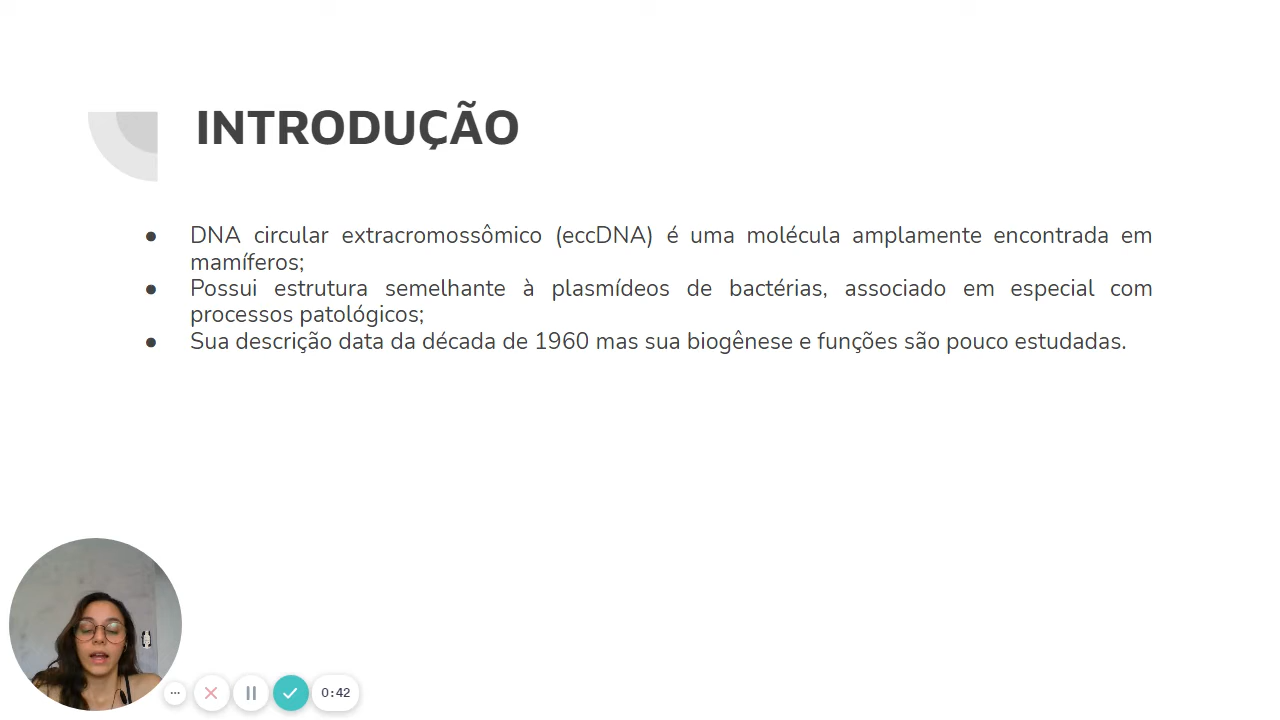 INTRODUÇÃO
● DNA circular extracromossômico (eccDNA) é uma molécula amplamente encontrada em
mamíferos;
● Possui estrutura semelhante à plasmídeos de bactérias, associado em especial com
processos patológicos;
● Sua descrição data da década de 1960 mas sua biogênese e funções são pouco estudadas.
0:42